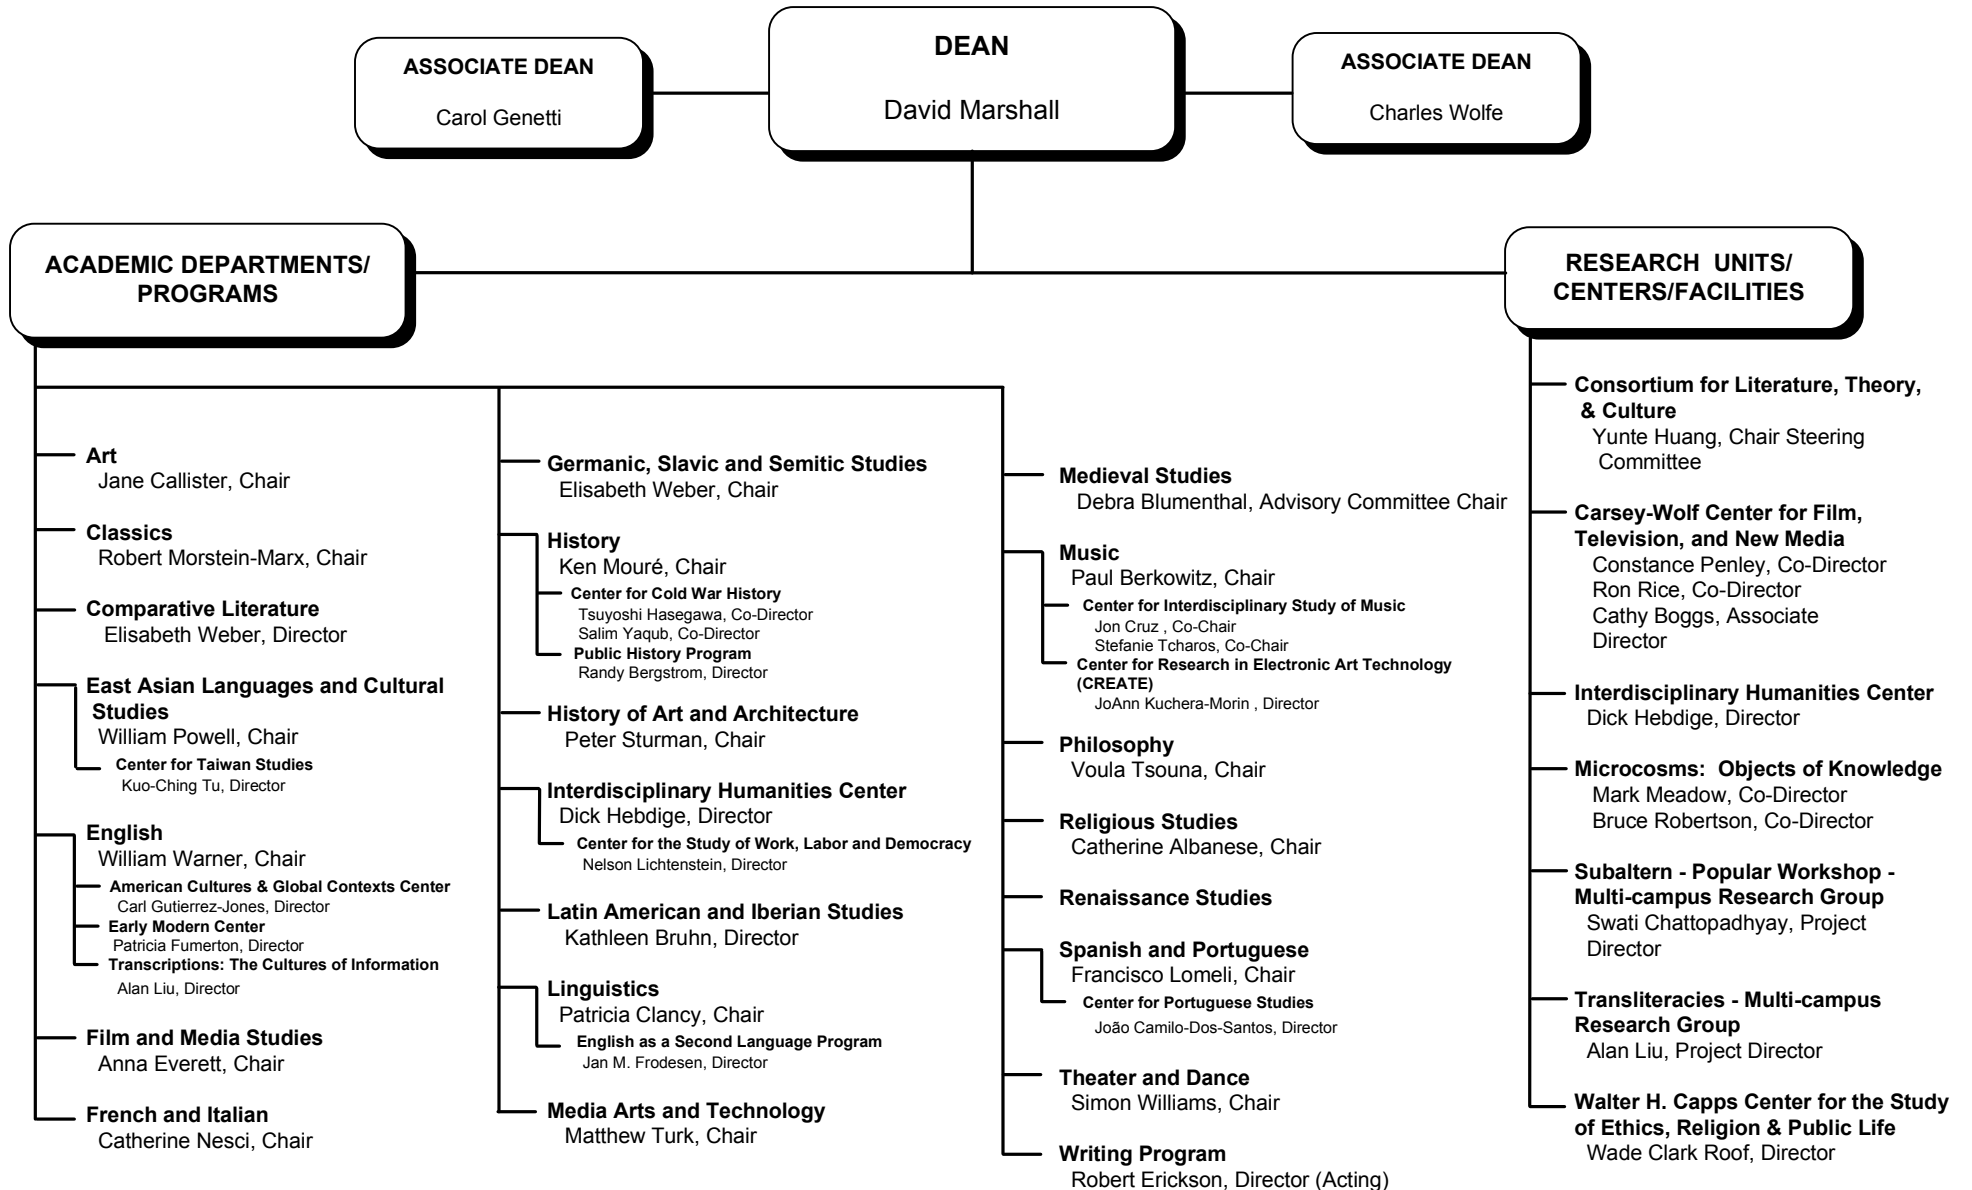 DEAN
David Marshall
ASSOCIATE DEAN
Carol Genetti
ASSOCIATE DEAN
Charles Wolfe
ACADEMIC DEPARTMENTS/
PROGRAMS
Art
Jane Callister, Chair
Classics
Robert Morstein-Marx, Chair
Comparative Literature
Elisabeth Weber, Director
East Asian Languages and Cultural
Studies
William Powell, Chair
Center for Taiwan Studies
Kuo-Ching Tu, Director
English
William Warner, Chair
American Cultures & Global Contexts Center
Carl Gutierrez-Jones, Director
Early Modern Center
Patricia Fumerton, Director
Transcriptions: The Cultures of Information
Alan Liu, Director
Film and Media Studies
Anna Everett, Chair
French and Italian
Catherine Nesci, Chair
Germanic, Slavic and Semitic Studies
Elisabeth Weber, Chair
History
Ken Mouré, Chair
Center for Cold War History
Tsuyoshi Hasegawa, Co-Director
Salim Yaqub, Co-Director
Public History Program
Randy Bergstrom, Director
History of Art and Architecture
Peter Sturman, Chair
Interdisciplinary Humanities Center
Dick Hebdige, Director
Center for the Study of Work, Labor and Democracy
Nelson Lichtenstein, Director
Latin American and Iberian Studies
Kathleen Bruhn, Director
Linguistics
Patricia Clancy, Chair
English as a Second Language Program
Jan M. Frodesen, Director
Media Arts and Technology
Matthew Turk, Chair
Medieval Studies
Debra Blumenthal, Advisory Committee Chair
Music
Paul Berkowitz, Chair
Center for Interdisciplinary Study of Music
Jon Cruz , Co-Chair
Stefanie Tcharos, Co-Chair
Center for Research in Electronic Art Technology
(CREATE)
JoAnn Kuchera-Morin , Director
Philosophy
Voula Tsouna, Chair
Religious Studies
Catherine Albanese, Chair
Renaissance Studies
Spanish and Portuguese
Francisco Lomeli, Chair
Center for Portuguese Studies
João Camilo-Dos-Santos, Director
Theater and Dance
Simon Williams, Chair
Writing Program
Robert Erickson, Director (Acting)
RESEARCH UNITS/
CENTERS/FACILITIES
Consortium for Literature, Theory,
& Culture
Yunte Huang, Chair Steering
Committee
Carsey-Wolf Center for Film,
Television, and New Media
Constance Penley, Co-Director
Ron Rice, Co-Director
Cathy Boggs, Associate
Director
Interdisciplinary Humanities Center
Dick Hebdige, Director
Microcosms: Objects of Knowledge
Mark Meadow, Co-Director
Bruce Robertson, Co-Director
Subaltern - Popular Workshop -
Multi-campus Research Group
Swati Chattopadhyay, Project
Director
Transliteracies - Multi-campus
Research Group
Alan Liu, Project Director
Walter H. Capps Center for the Study
of Ethics, Religion & Public Life
Wade Clark Roof, Director